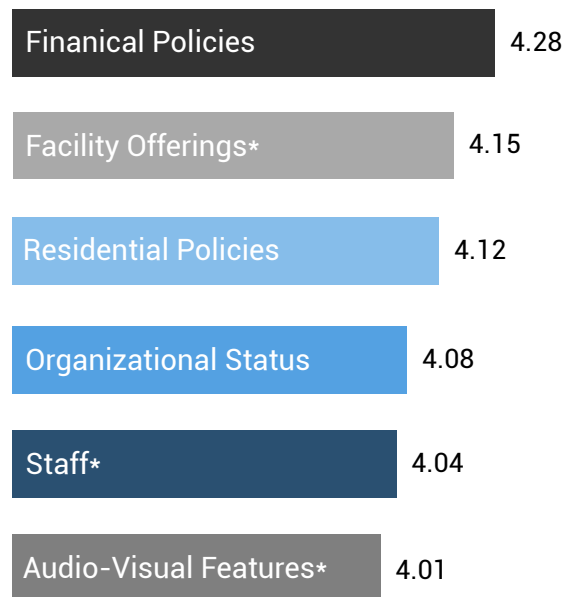 Finanical Policies 4.28
Facility Offerings* 4.15
Residential Policies 4.12
Organizational Status 4.08
Staff* 4.04
Audio-Visual Features* 4.01